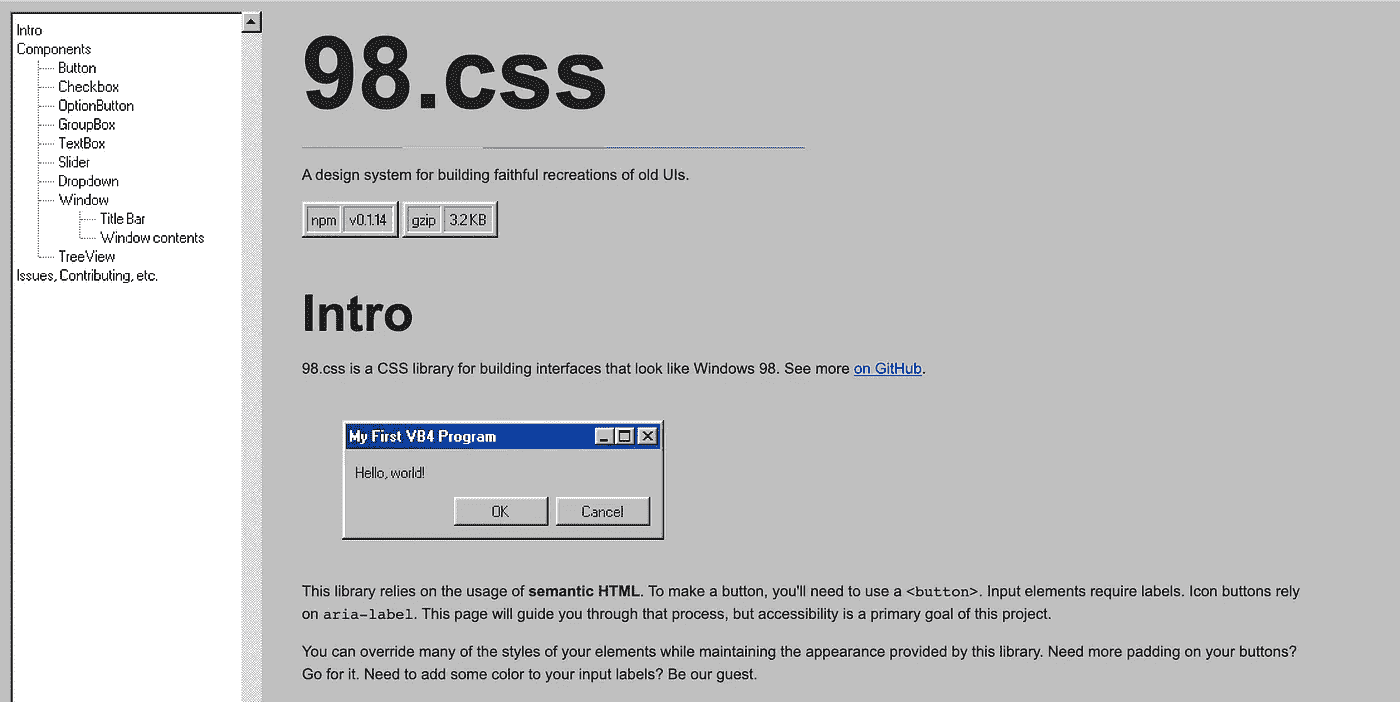 Intro
Components
Button
Checkbox
OptionButton
GroupBox
TextBox
Slider
Dropdown
Window
Title Bar
Window contents
TreeView
Issues, Contributing, etc.
98.css
A design system for building faithful recreations of old UIs.
npm v0.1.14 gzip 3.2 KB
Intro
98.css is a CSS library for building interfaces that look like Windows 98. See more on GitHub.
My First VB4 Program
Hello, world!
OK Cancel
This library relies on the usage of semantic HTML. To make a button, you'll need to use a <button>. Input elements require labels. Icon buttons rely
on aria-label. This page will guide you through that process, but accessibility is a primary goal of this project.
You can override many of the styles of your elements while maintaining the appearance provided by this library. Need more padding on your buttons?
Go for it. Need to add some color to your input labels? Be our guest.